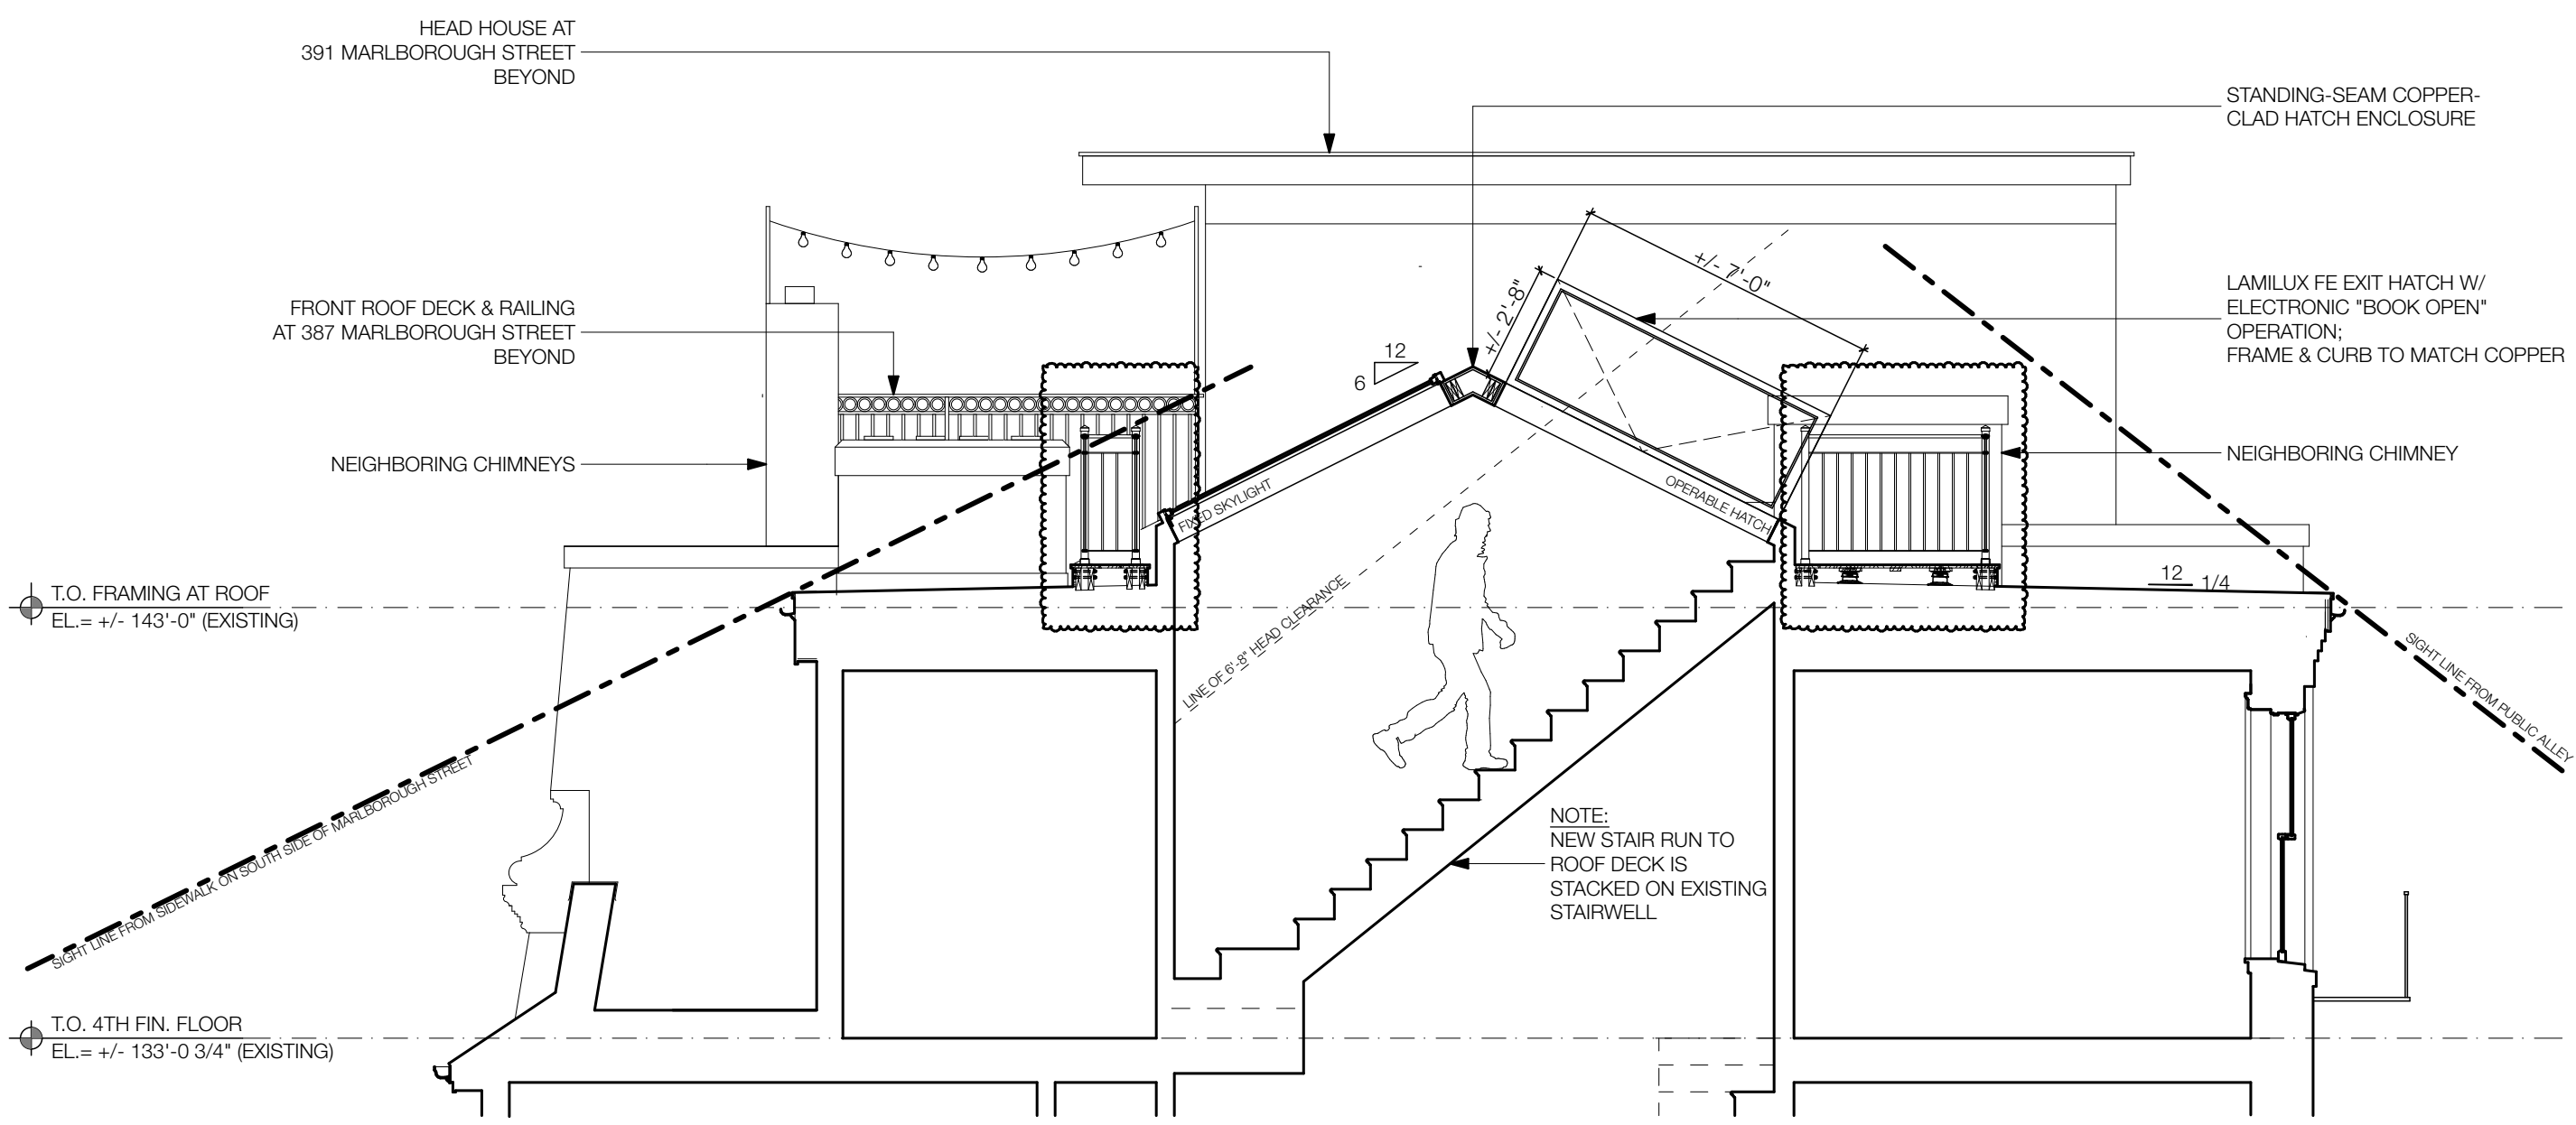 HEAD HOUSE AT
391 MARLBOROUGH STREET
BEYOND
STANDING-SEAM COPPER-
CLAD HATCH ENCLOSURE
FRONT ROOF DECK & RAILING
AT 387 MARLBOROUGH STREET
BEYOND
+/- 7'-0"
+/- 2'-8"
LAMILUX FE EXIT HATCH W/
ELECTRONIC "BOOK OPEN"
OPERATION;
FRAME & CURB TO MATCH COPPER
12
6
NEIGHBORING CHIMNEYS
NEIGHBORING CHIMNEY
FIXED SKYLIGHT
OPERABLE HATCH
T.O. FRAMING AT ROOF
EL.= +/- 143'-0" (EXISTING)
12
1/4
LINE OF 6'-8" HEAD CLEARANCE
SIGHT LINE FROM PUBLIC ALLEY
SIGHT LINE FROM SIDEWALK ON SOUTH SIDE OF MARLBOROUGH STREET
NOTE:
NEW STAIR RUN TO
ROOF DECK IS
STACKED ON EXISTING
STAIRWELL
T.O. 4TH FIN. FLOOR
EL.= +/- 133'-0 3/4" (EXISTING)